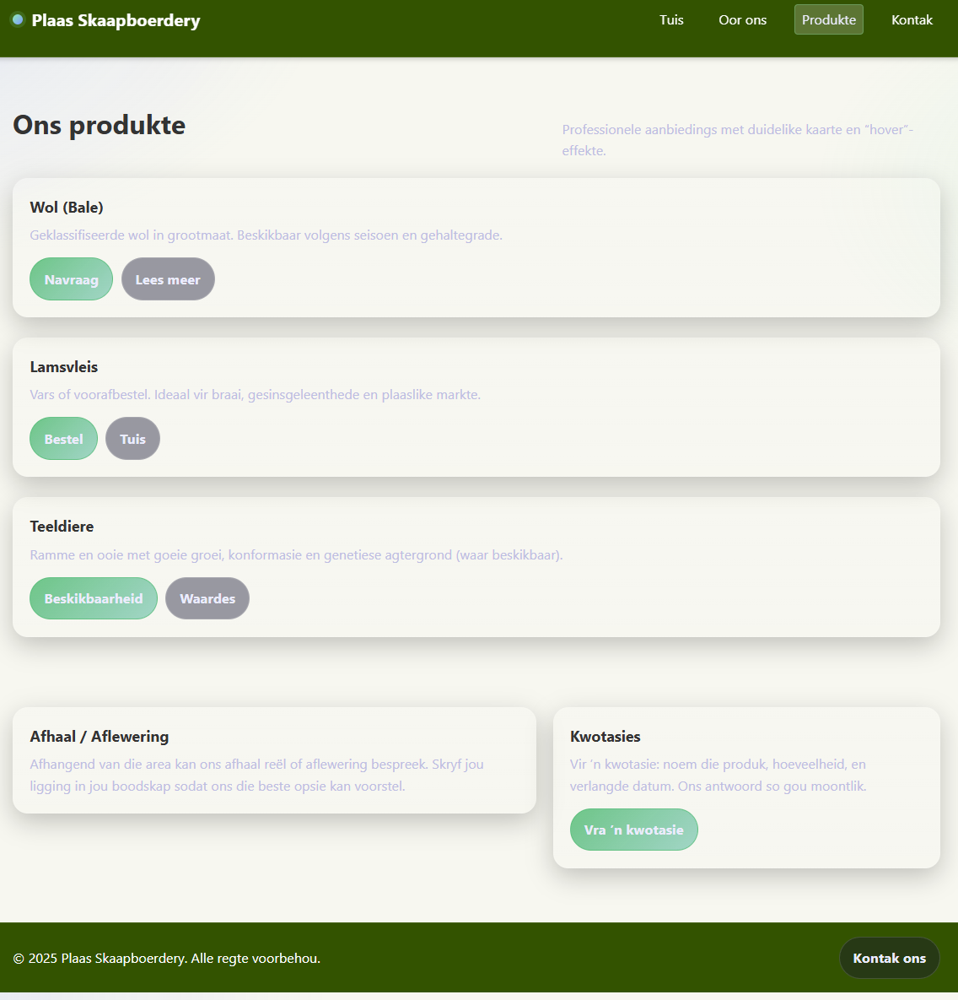 Plaas Skaapboerdery
Tuis
Oor ons
Produkte
Kontak
Ons produkte
Professionele aanbiedings met duidelike kaarte en “hover”-
effekte.
Wol (Bale)
Geklassifiseerde wol in grootmaat. Beskikbaar volgens seisoen en gehaltegrade.
Navraag
Lees meer
Lamsvleis
Vars of voorafbestel. Ideaal vir braai, gesinsgeleenthede en plaaslike markte.
Bestel
Tuis
Teeldiere
Ramme en ooie met goeie groei, konformasie en genetiese agtergrond (waar beskikbaar).
Beskikbaarheid
Waardes
Afhaal / Aflewering
Afhangend van die area kan ons afhaal reël of aflewering bespreek. Skryf jou
ligging in jou boodskap sodat ons die beste opsie kan voorstel.
Kwotasies
Vir ’n kwotasie: noem die produk, hoeveelheid, en
verlangde datum. Ons antwoord so gou moontlik.
Vra ’n kwotasie
© 2025 Plaas Skaapboerdery. Alle regte voorbehou.
Kontak ons